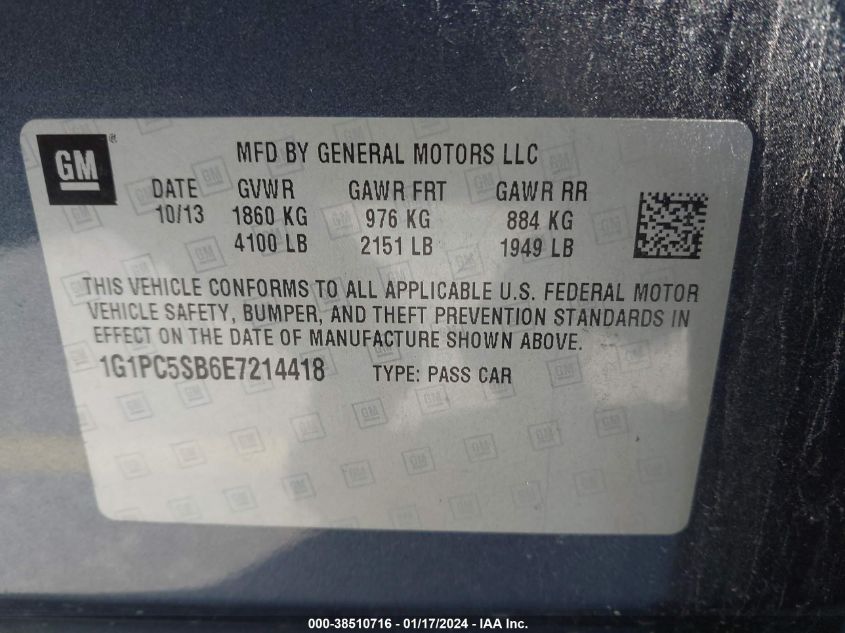 GM®
MFD BY GENERAL MOTORS LLC
DATE GVWR GAWR FRT GAWR RR
10/13 1860 KG 976 KG 884 KG
4100 LB 2151 LB 1949 LB
THIS VEHICLE CONFORMS TO ALL APPLICABLE U.S. FEDERAL MOTOR
VEHICLE SAFETY, BUMPER, AND THEFT PREVENTION STANDARDS IN
EFFECT ON THE DATE OF MANUFACTURE SHOWN ABOVE.
1G1PC5SB6E7214418 TYPE: PASS CAR
000-38510716 - 01/17/2024 - IAA Inc.